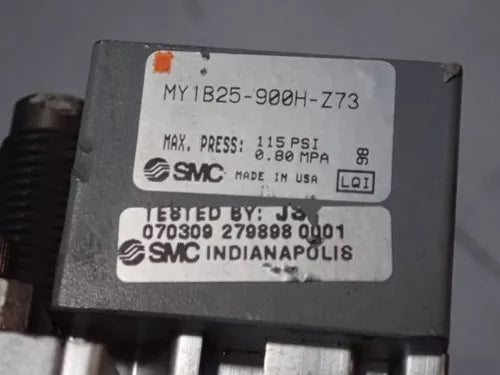 MY1B25-900H-Z73
MAX. PRESS: 115 PSI
0.80 MPA
98
SMC MADE IN USA
LQI
TESTED BY:
070309 279898 0001
SMC INDIANAPOLIS